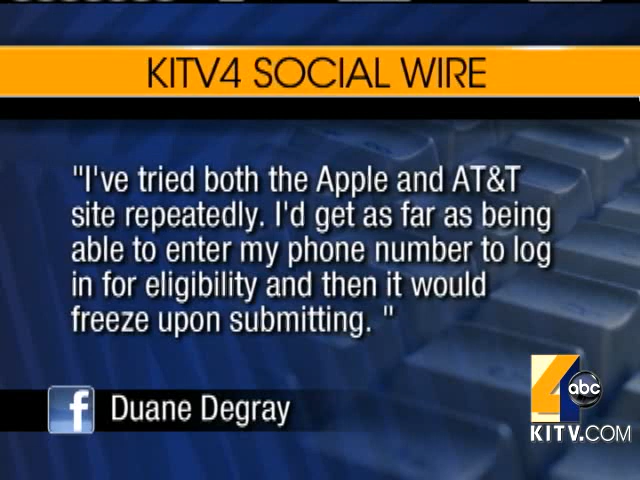 KITV4 SOCIAL WIRE
"I've tried both the Apple and AT&T
site repeatedly. I'd get as far as being
able to enter my phone number to log
in for eligibility and then it would
freeze upon submitting. "
f Duane Degray
4 abc
KITV.COM